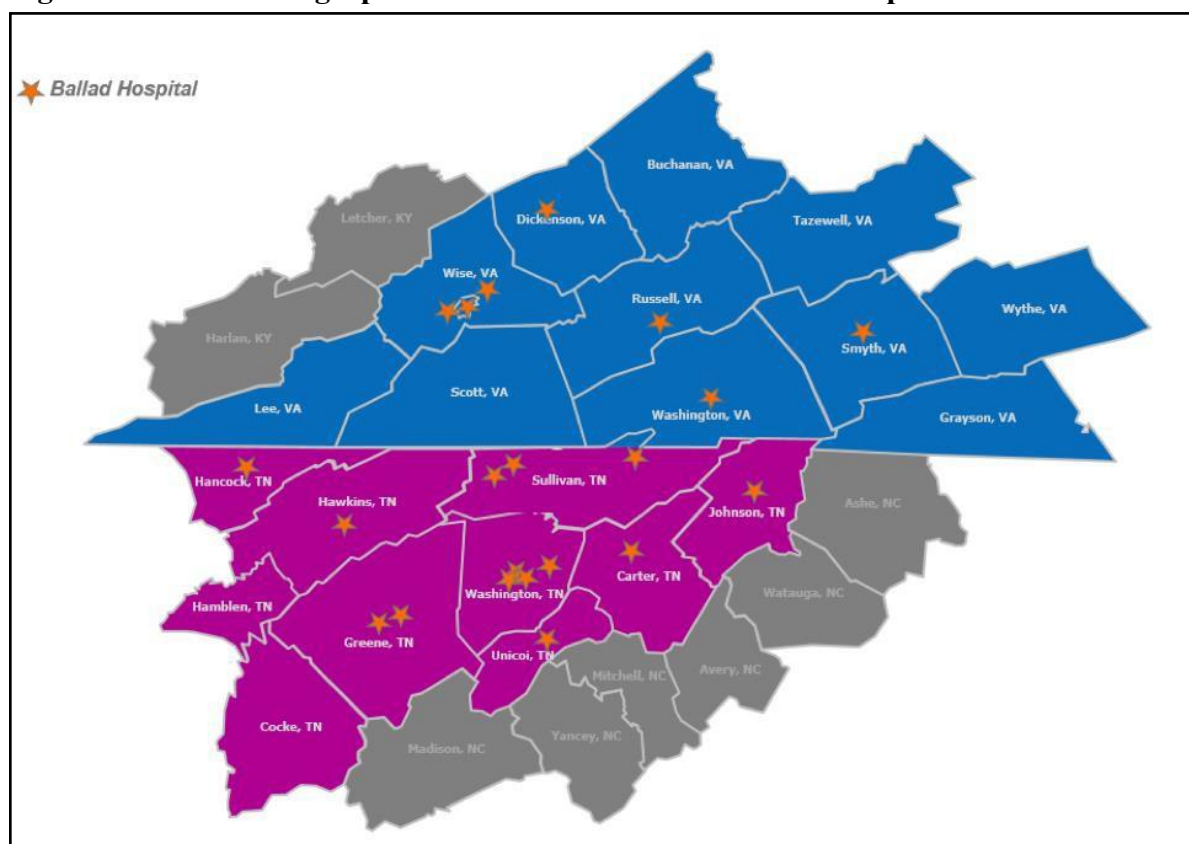 Ballad Hospital
Buchanan, VA
Letcher, KY
Dickenson, VA
Tazewell, VA
Wise, VA
Russell, VA
Wythe, VA
Harlan, KY
Smyth, VA
Scott, VA
Lee, VA
Washington, VA
Grayson, VA
Hancock, TN
Sullivan, TN
Hawkins, TN
Johnson, TN
Ashe, NC
Carter, TN
Washington, TN
Watauga, NC
Hamblen, TN
Greene, TN
Unicoi, TN
Mitchell, NC
Avery, NC
Cocke, TN
Yancey, NC
Madison, NC